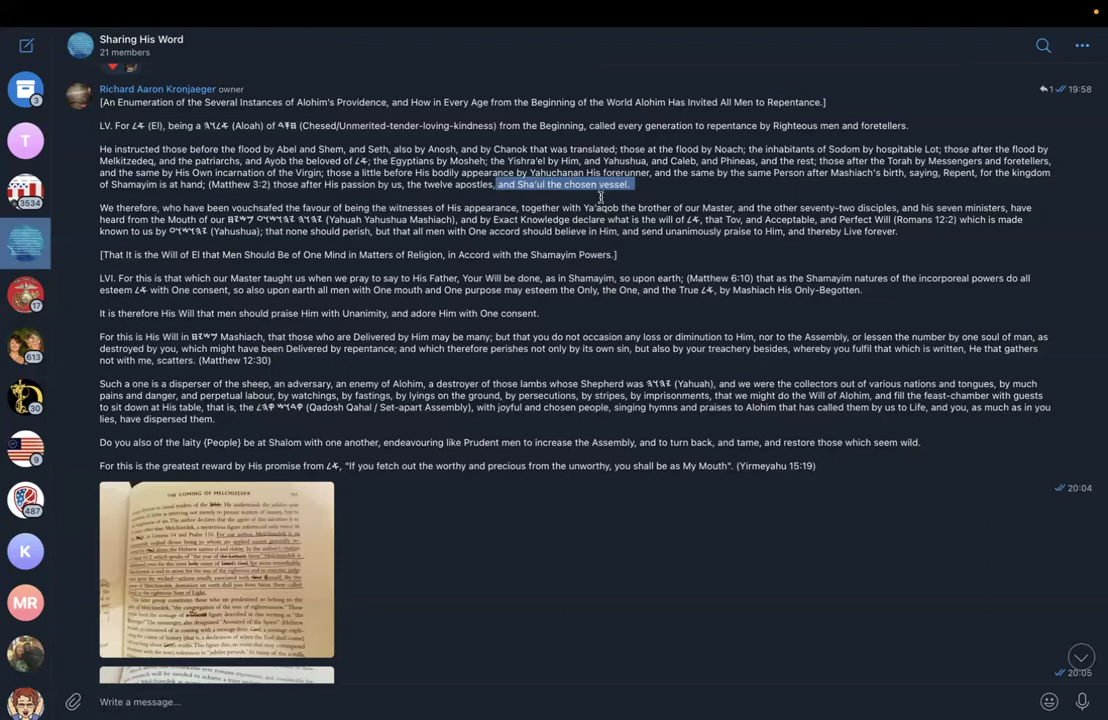 Sharing His Word
21 members
Richard Aaron Kronjaeger owner
1 19:58
[An Enumeration of the Several Instances of Alohim's Providence, and How in Every Age from the Beginning of the World Alohim Has Invited All Men to Repentance.]
LV. For 𐤋𐤀 (El), being a 𐤄𐤅𐤋𐤀 (Aloah) of (Chesed/Unmerited-tender-loving-kindness) from the Beginning, called every generation to repentance by Righteous men and foretellers.
He instructed those before the flood by Abel and Shem, and Seth, also by Anosh, and by Chanok that was translated; those at the flood by Noach; the inhabitants of Sodom by hospitable Lot; those after the flood by
Melkitzedeq, and the patriarchs, and Ayob the beloved of 𐤋𐤀; the Egyptians by Mosheh; the Yishra'el by Him, and Yahushua, and Caleb, and Phineas, and the rest; those after the Torah by Messengers and foretellers,
and the same by His Own incarnation of the Virgin; those a little before His bodily appearance by Yahuchanan His forerunner, and the same by the same Person after Mashiach's birth, saying, Repent, for the kingdom
of Shamayim is at hand; (Matthew 3:2) those after His passion by us, the twelve apostles, and Sha'ul the chosen vessel.
We therefore, who have been vouchsafed the favour of being the witnesses of His appearance, together with Ya'aqob the brother of our Master, and the other seventy-two disciples, and his seven ministers, have
heard from the Mouth of our (Yahuah Yahushua Mashiach), and by Exact Knowledge declare what is the will of 𐤋𐤀, that Tov, and Acceptable, and Perfect Will (Romans 12:2) which is made
known to us by (Yahushua); that none should perish, but that all men with One accord should believe in Him, and send unanimously praise to Him, and thereby Live forever.
[That It is the Will of El that Men Should Be of One Mind in Matters of Religion, in Accord with the Shamayim Powers.]
LVI. For this is that which our Master taught us when we pray to say to His Father, Your Will be done, as in Shamayim, so upon earth; (Matthew 6:10) that as the Shamayim natures of the incorporeal powers do all
esteem 𐤋𐤀 with One consent, so also upon earth all men with One mouth and One purpose may esteem the Only, the One, and the True 𐤋𐤀, by Mashiach His Only-Begotten.
It is therefore His Will that men should praise Him with Unanimity, and adore Him with One consent.
For this is His Will in Mashiach, that those who are Delivered by Him may be many; but that you do not occasion any loss or diminution to Him, nor to the Assembly, or lessen the number by one soul of man, as
destroyed by you, which might have been Delivered by repentance; and which therefore perishes not only by its own sin, but also by your treachery besides, whereby you fulfil that which is written, He that gathers
not with me, scatters. (Matthew 12:30)
Such a one is a disperser of the sheep, an adversary, an enemy of Alohim, a destroyer of those lambs whose Shepherd was 𐤄𐤅𐤄𐤉 (Yahuah), and we were the collectors out of various nations and tongues, by much
pains and danger, and perpetual labour, by watchings, by fastings, by lyings on the ground, by persecutions, by stripes, by imprisonments, that we might do the Will of Alohim, and fill the feast-chamber with guests
to sit down at His table, that is, the (Qadosh Qahal / Set-apart Assembly), with joyful and chosen people, singing hymns and praises to Alohim that has called them by us to Life, and you, as much as in you
lies, have dispersed them.
Do you also of the laity {People} be at Shalom with one another, endeavouring like Prudent men to increase the Assembly, and to turn back, and tame, and restore those which seem wild.
For this is the greatest reward by His promise from 𐤋𐤀, "If you fetch out the worthy and precious from the unworthy, you shall be as My Mouth". (Yirmeyahu 15:19)
20:04
THE COMING OF MELCHIZEDEK
20:05
Write a message...
3
T
3534
17
613
30
9
487
K
MR